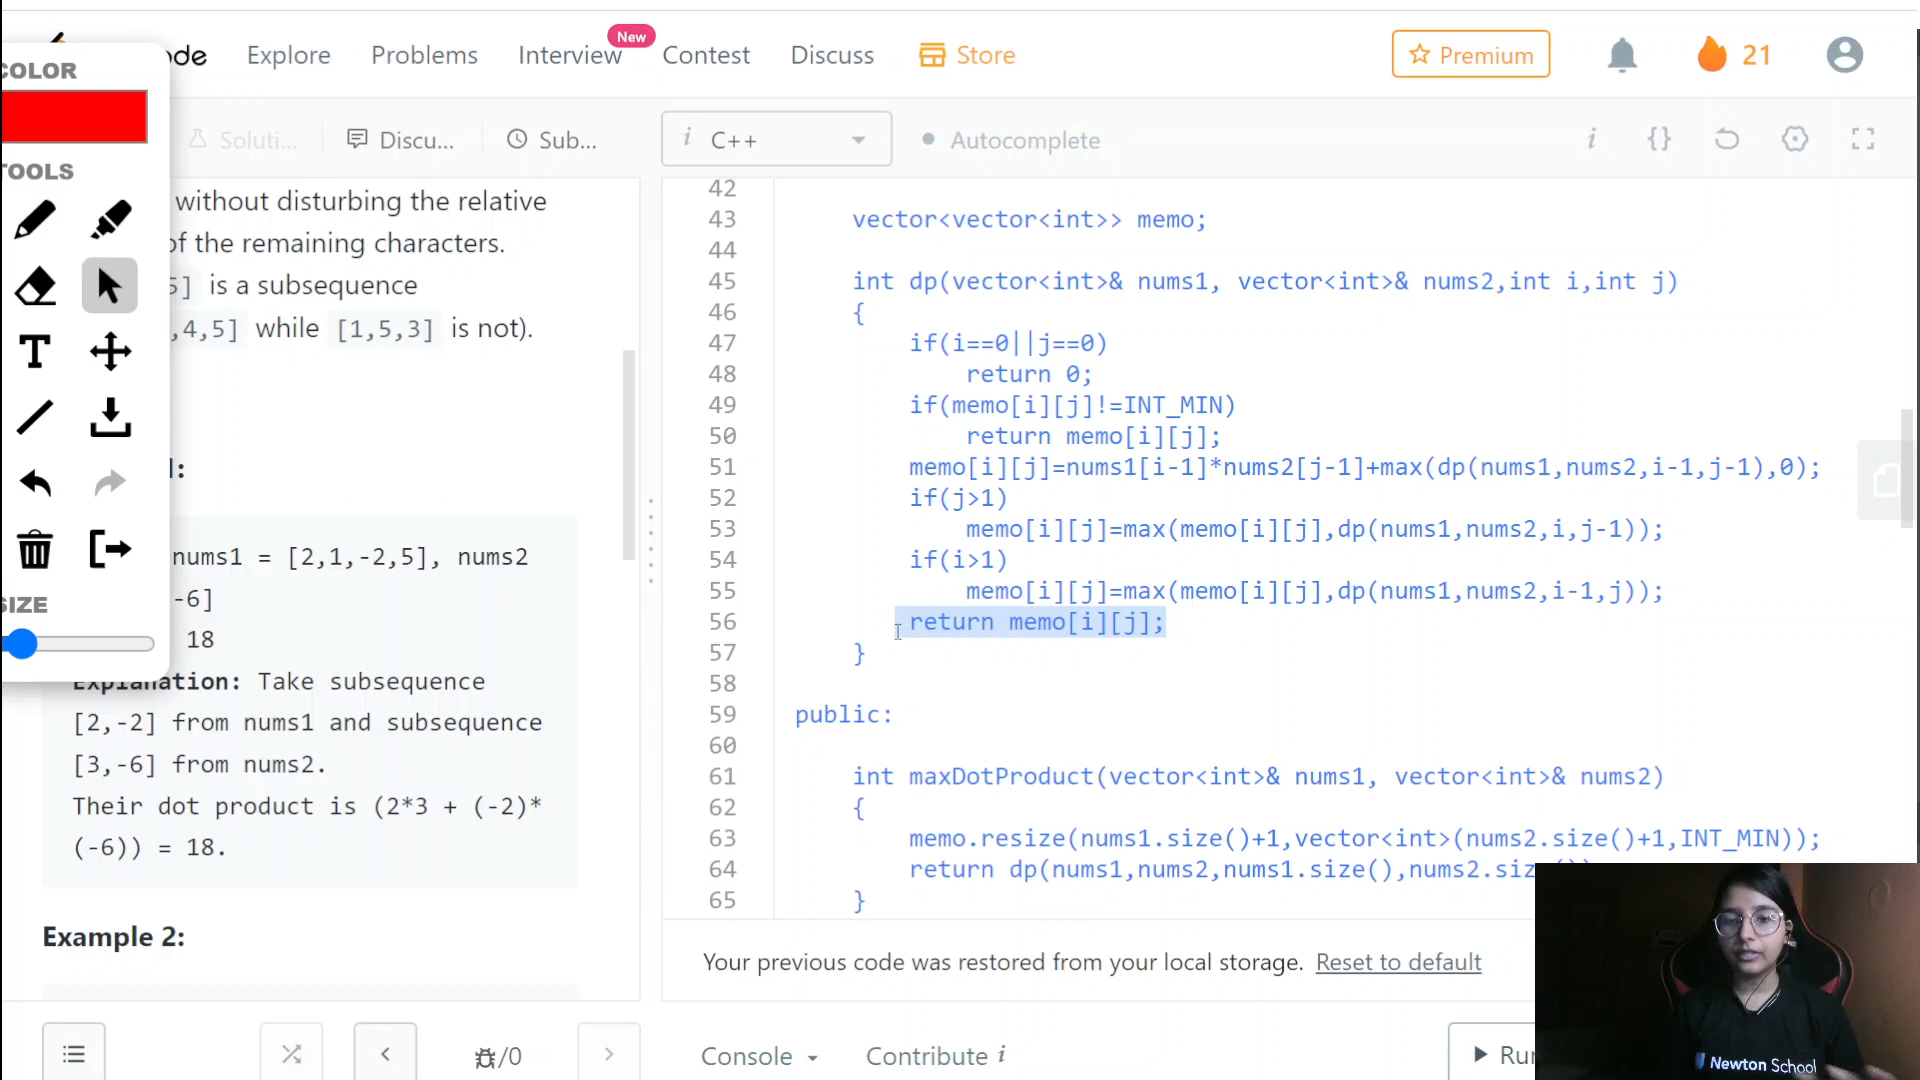 ode
Explore
Problems
Interview
New
Contest
Discuss
Store
Premium
21
COLOR
TOOLS
SIZE
Soluti...
Discu...
Sub...
i C++
Autocomplete
i
{}
without disturbing the relative
of the remaining characters.
5] is a subsequence
,4,5] while [1,5,3] is not).
:
nums1 = [2,1,-2,5], nums2
-6]
18
Explanation: Take subsequence
[2,-2] from nums1 and subsequence
[3,-6] from nums2.
Their dot product is (2*3 + (-2)*
(-6)) = 18.
Example 2:
42
43 vector<vector<int>> memo;
44
45 int dp(vector<int>& nums1, vector<int>& nums2,int i,int j)
46 {
47 if(i==0||j==0)
48 return 0;
49 if(memo[i][j]!=INT_MIN)
50 return memo[i][j];
51 memo[i][j]=nums1[i-1]*nums2[j-1]+max(dp(nums1,nums2,i-1,j-1),0);
52 if(j>1)
53 memo[i][j]=max(memo[i][j],dp(nums1,nums2,i,j-1));
54 if(i>1)
55 memo[i][j]=max(memo[i][j],dp(nums1,nums2,i-1,j));
56 return memo[i][j];
57 }
58
59 public:
60
61 int maxDotProduct(vector<int>& nums1, vector<int>& nums2)
62 {
63 memo.resize(nums1.size()+1,vector<int>(nums2.size()+1,INT_MIN));
64 return dp(nums1,nums2,nums1.size(),nums2.siz
65 }
Your previous code was restored from your local storage. Reset to default
/0
Console
Contribute i
Ru
Newton School